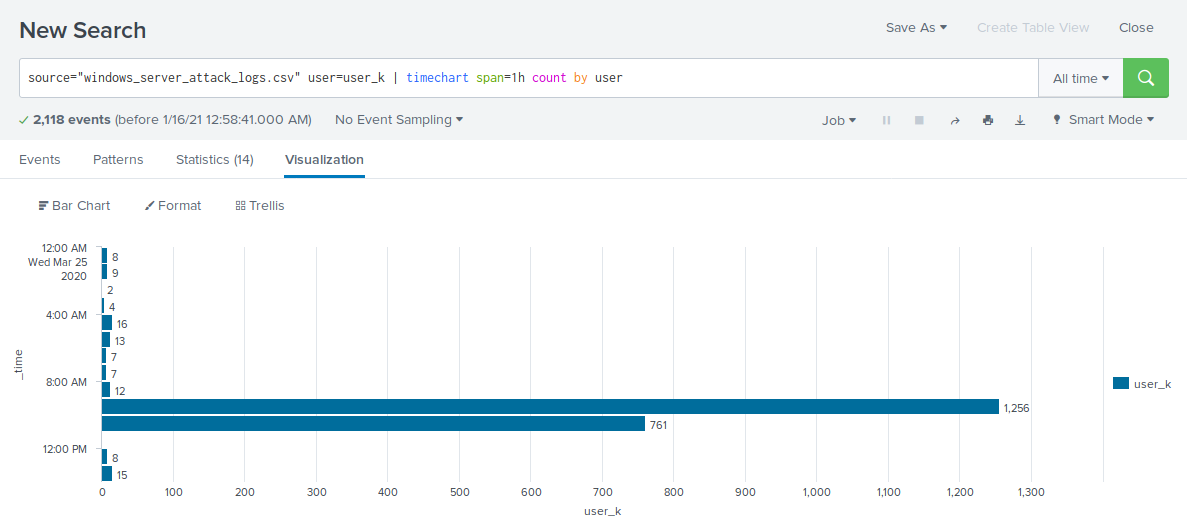 New Search
Save As ▾ Create Table View Close
source="windows_server_attack_logs.csv" user=user_k | timechart span=1h count by user
All time ▾
✓ 2,118 events (before 1/16/21 12:58:41.000 AM) No Event Sampling ▾
Job ▾ Smart Mode ▾
Events Patterns Statistics (14) Visualization
Bar Chart Format Trellis
12:00 AM
Wed Mar 25
2020
8
9
2
4
4:00 AM
16
13
7
7
8:00 AM
12
1,256
761
12:00 PM
8
15
_time
user_k
0 100 200 300 400 500 600 700 800 900 1,000 1,100 1,200 1,300
user_k